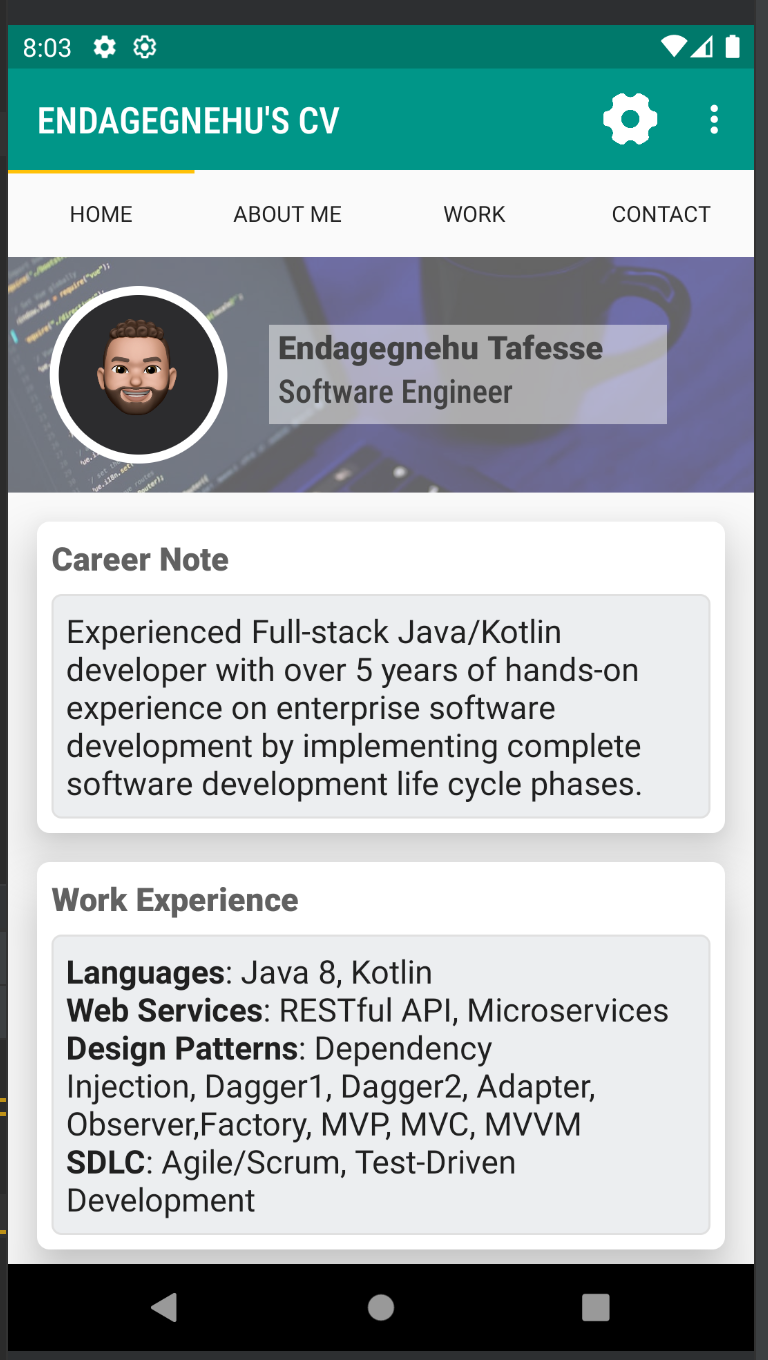 8:03
ENDAGEGNEHU'S CV
HOME ABOUT ME WORK CONTACT
Endagegnehu Tafesse
Software Engineer
Career Note
Experienced Full-stack Java/Kotlin
developer with over 5 years of hands-on
experience on enterprise software
development by implementing complete
software development life cycle phases.
Work Experience
Languages: Java 8, Kotlin
Web Services: RESTful API, Microservices
Design Patterns: Dependency
Injection, Dagger1, Dagger2, Adapter,
Observer,Factory, MVP, MVC, MVVM
SDLC: Agile/Scrum, Test-Driven
Development